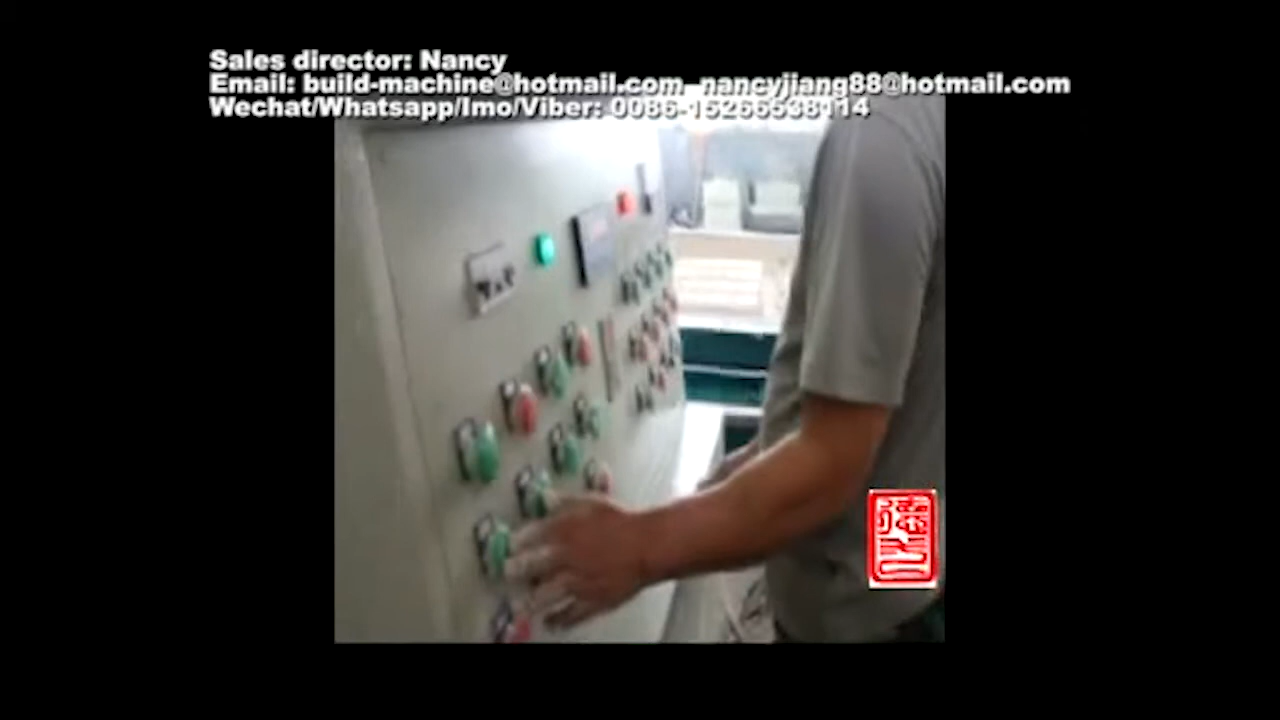 Sales director: Nancy
Email: build-machine@hotmail.com nancyjiang88@hotmail.com
Wechat/Whatsapp/Imo/Viber: 0086-15266538114